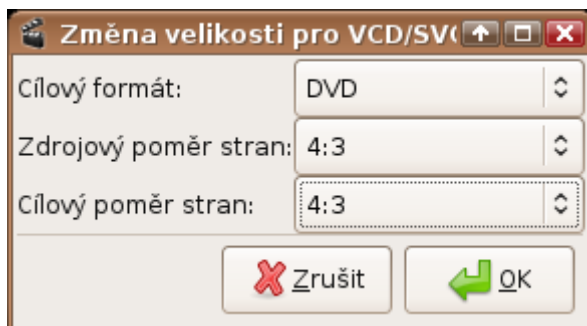 Změna velikosti pro VCD/SV
Cílový formát: DVD
Zdrojový poměr stran: 4:3
Cílový poměr stran: 4:3
Zrušit OK